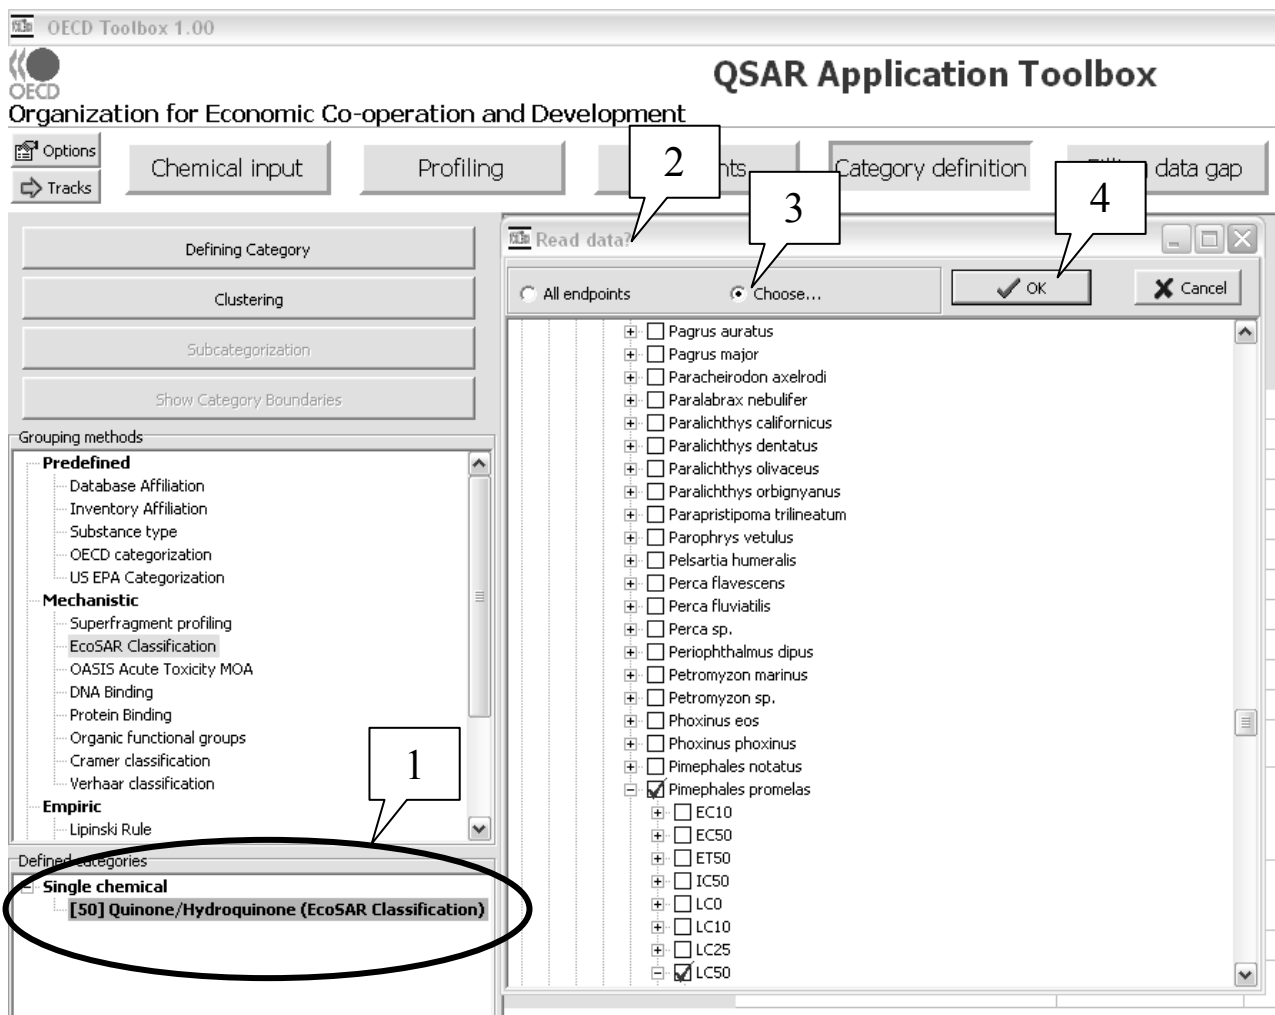 OECD Toolbox 1.00
OECD
QSAR Application Toolbox
Organization for Economic Co-operation and Development
Options
Tracks
Chemical input
Profiling
nts
Category definition
data gap
2
3
4
Defining Category
Clustering
Subcategorization
Show Category Boundaries
Grouping methods
Predefined
Database Affiliation
Inventory Affiliation
Substance type
OECD categorization
US EPA Categorization
Mechanistic
Superfragment profiling
EcoSAR Classification
OASIS Acute Toxicity MOA
DNA Binding
Protein Binding
Organic functional groups
Cramer classification
Verhaar classification
Empiric
Lipinski Rule
1
Defined categories
Single chemical
[50] Quinone/Hydroquinone (EcoSAR Classification)
Read data?
All endpoints
Choose...
OK
Cancel
Pagrus auratus
Pagrus major
Paracheirodon axelrodi
Paralabrax nebulifer
Paralichthys californicus
Paralichthys dentatus
Paralichthys olivaceus
Paralichthys orbignyanus
Parapristipoma trilineatum
Parophrys vetulus
Pelsartia humeralis
Perca flavescens
Perca fluviatilis
Perca sp.
Periophthalmus dipus
Petromyzon marinus
Petromyzon sp.
Phoxinus eos
Phoxinus phoxinus
Pimephales notatus
Pimephales promelas
EC10
EC50
ET50
IC50
LC0
LC10
LC25
LC50